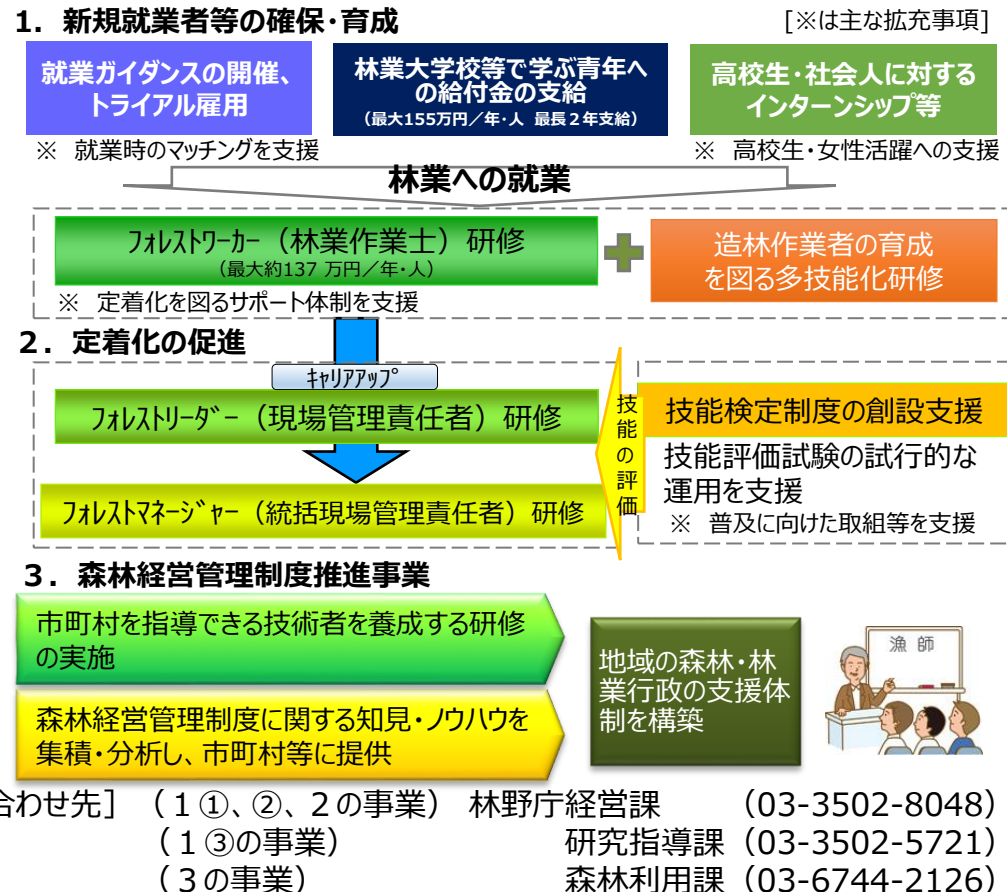 1. 新規就業者等の確保・育成
[※は主な拡充事項]
就業ガイダンスの開催、
トライアル雇用
林業大学校等で学ぶ青年へ
の給付金の支給
(最大155万円／年・人 最長２年支給)
高校生・社会人に対する
インターンシップ等
※ 就業時のマッチングを支援
※ 高校生・女性活躍への支援
林業への就業
ﾌｫﾚｽﾄﾜｰｶｰ（林業作業士）研修
(最大約137 万円／年・人)
造林作業者の育成
を図る多技能化研修
※ 定着化を図るサポート体制を支援
２．定着化の促進
ｷｬﾘｱｱｯﾌﾟ
ﾌｫﾚｽﾄﾘｰﾀﾞｰ（現場管理責任者）研修
ﾌｫﾚｽﾄﾏﾈｰｼﾞｬｰ（統括現場管理責任者）研修
技能の評価
技能検定制度の創設支援
技能評価試験の試行的な
運用を支援
※ 普及に向けた取組等を支援
３．森林経営管理制度推進事業
市町村を指導できる技術者を養成する研修
の実施
森林経営管理制度に関する知見・ノウハウを
集積・分析し、市町村等に提供
地域の森林・林
業行政の支援体
制を構築
漁師
合わせ先］（１①、②、２の事業） 林野庁経営課 （03-3502-8048）
（１③の事業） 研究指導課（03-3502-5721）
（３の事業） 森林利用課（03-6744-2126）